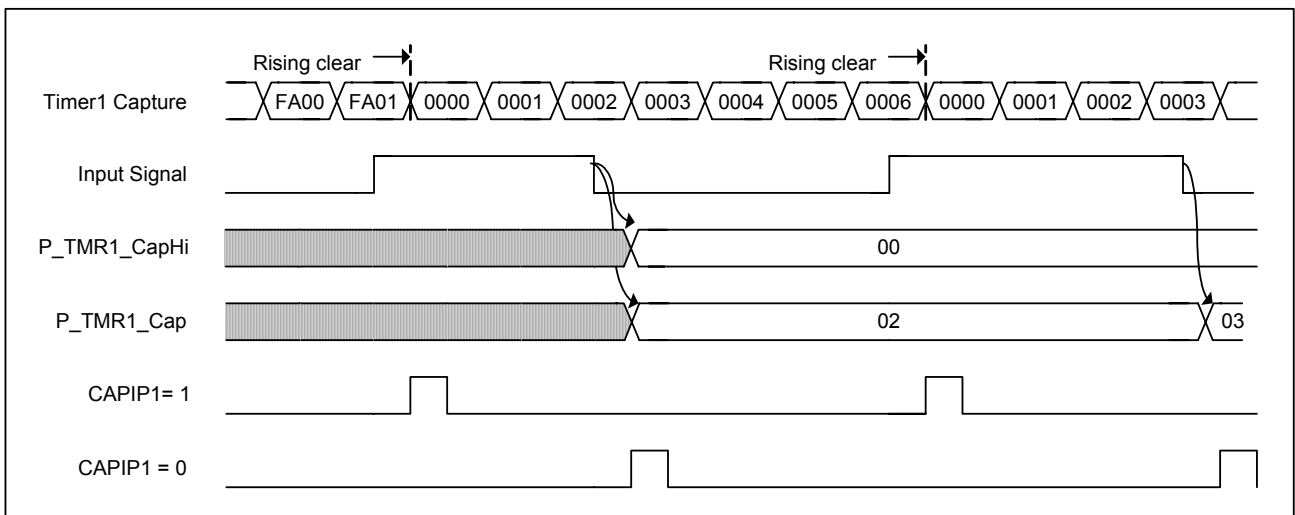 Rising clear Rising clear
Timer1 Capture FA00 FA01 0000 0001 0002 0003 0004 0005 0006 0000 0001 0002 0003
Input Signal
P_TMR1_CapHi 00
P_TMR1_Cap 02 03
CAPIP1= 1
CAPIP1 = 0